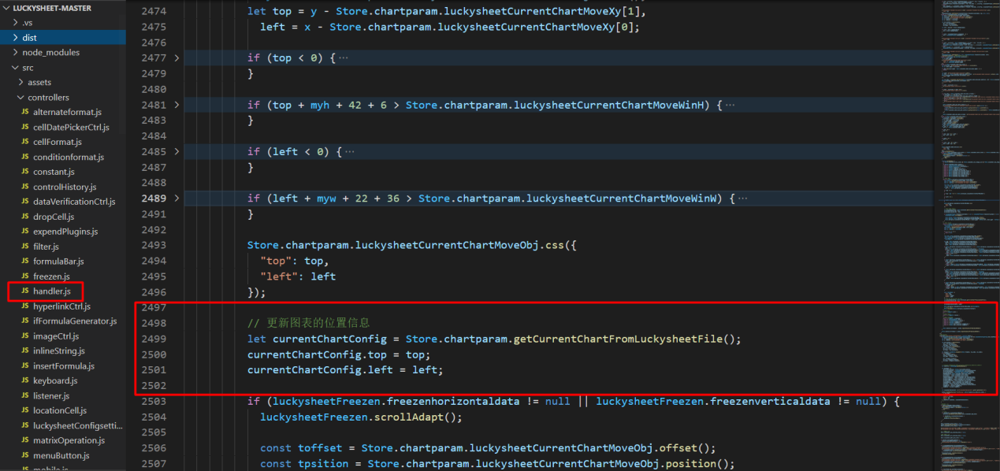 LUCKYSHEET-MASTER
.vs
dist
node_modules
src
assets
controllers
JS alternateformat.js
JS cellDatePickerCtrl.js
JS cellFormat.js
JS conditionformat.js
JS constant.js
JS controlHistory.js
JS dataVerificationCtrl.js
JS dropCell.js
JS expendPlugins.js
JS filter.js
JS formulaBar.js
JS freezen.js
JS handler.js
JS hyperlinkCtrl.js
JS ifFormulaGenerator.js
JS imageCtrl.js
JS inlineString.js
JS insertFormula.js
JS keyboard.js
JS listener.js
JS locationCell.js
JS luckysheetConfigsetti...
JS matrixOperation.js
JS menuButton.js
JS mobile.js
2474 let top = y - Store.chartparam.luckysheetCurrentChartMoveXy[1],
2475 left = x - Store.chartparam.luckysheetCurrentChartMoveXy[0];
2476
2477 if (top < 0) {···
2479 }
2480
2481 if (top + myh + 42 + 6 > Store.chartparam.luckysheetCurrentChartMoveWinH) {···
2483 }
2484
2485 if (left < 0) {···
2487 }
2488
2489 if (left + myw + 22 + 36 > Store.chartparam.luckysheetCurrentChartMoveWinW) {···
2491 }
2492
2493 Store.chartparam.luckysheetCurrentChartMoveObj.css({
2494 "top": top,
2495 "left": left
2496 });
2497
2498 // 更新图表的位置信息
2499 let currentChartConfig = Store.chartparam.getCurrentChartFromLuckysheetFile();
2500 currentChartConfig.top = top;
2501 currentChartConfig.left = left;
2502
2503 if (luckysheetFreezen.freezenhorizontaldata != null || luckysheetFreezen.freezenverticaldata != null) {
2504 luckysheetFreezen.scrollAdapt();
2505
2506 const toffset = Store.chartparam.luckysheetCurrentChartMoveObj.offset();
2507 const tpsition = Store.chartparam.luckysheetCurrentChartMoveObj.position();